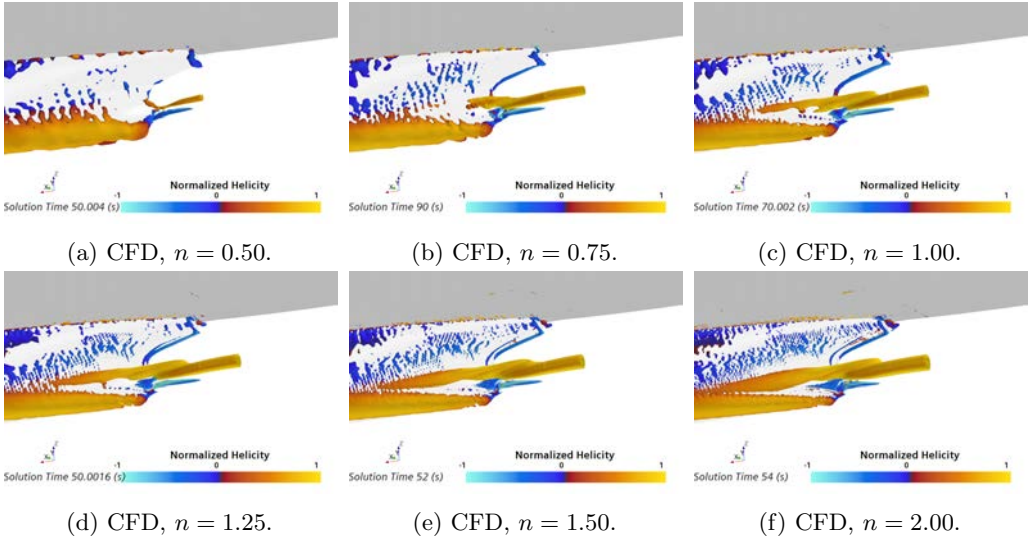 Normalized Helicity
-1 0 1
Solution Time 50.004 (s)
Normalized Helicity
-1 0 1
Solution Time 90 (s)
Normalized Helicity
-1 0 1
Solution Time 70.002 (s)
(a) CFD, n = 0.50.
(b) CFD, n = 0.75.
(c) CFD, n = 1.00.
Normalized Helicity
-1 0 1
Solution Time 50.0016 (s)
Normalized Helicity
-1 0 1
Solution Time 52 (s)
Normalized Helicity
-1 0 1
Solution Time 54 (s)
(d) CFD, n = 1.25.
(e) CFD, n = 1.50.
(f) CFD, n = 2.00.